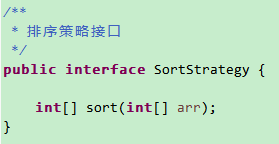 /**
 * 排序策略接口
 */
public interface SortStrategy {
    int[] sort(int[] arr);
}